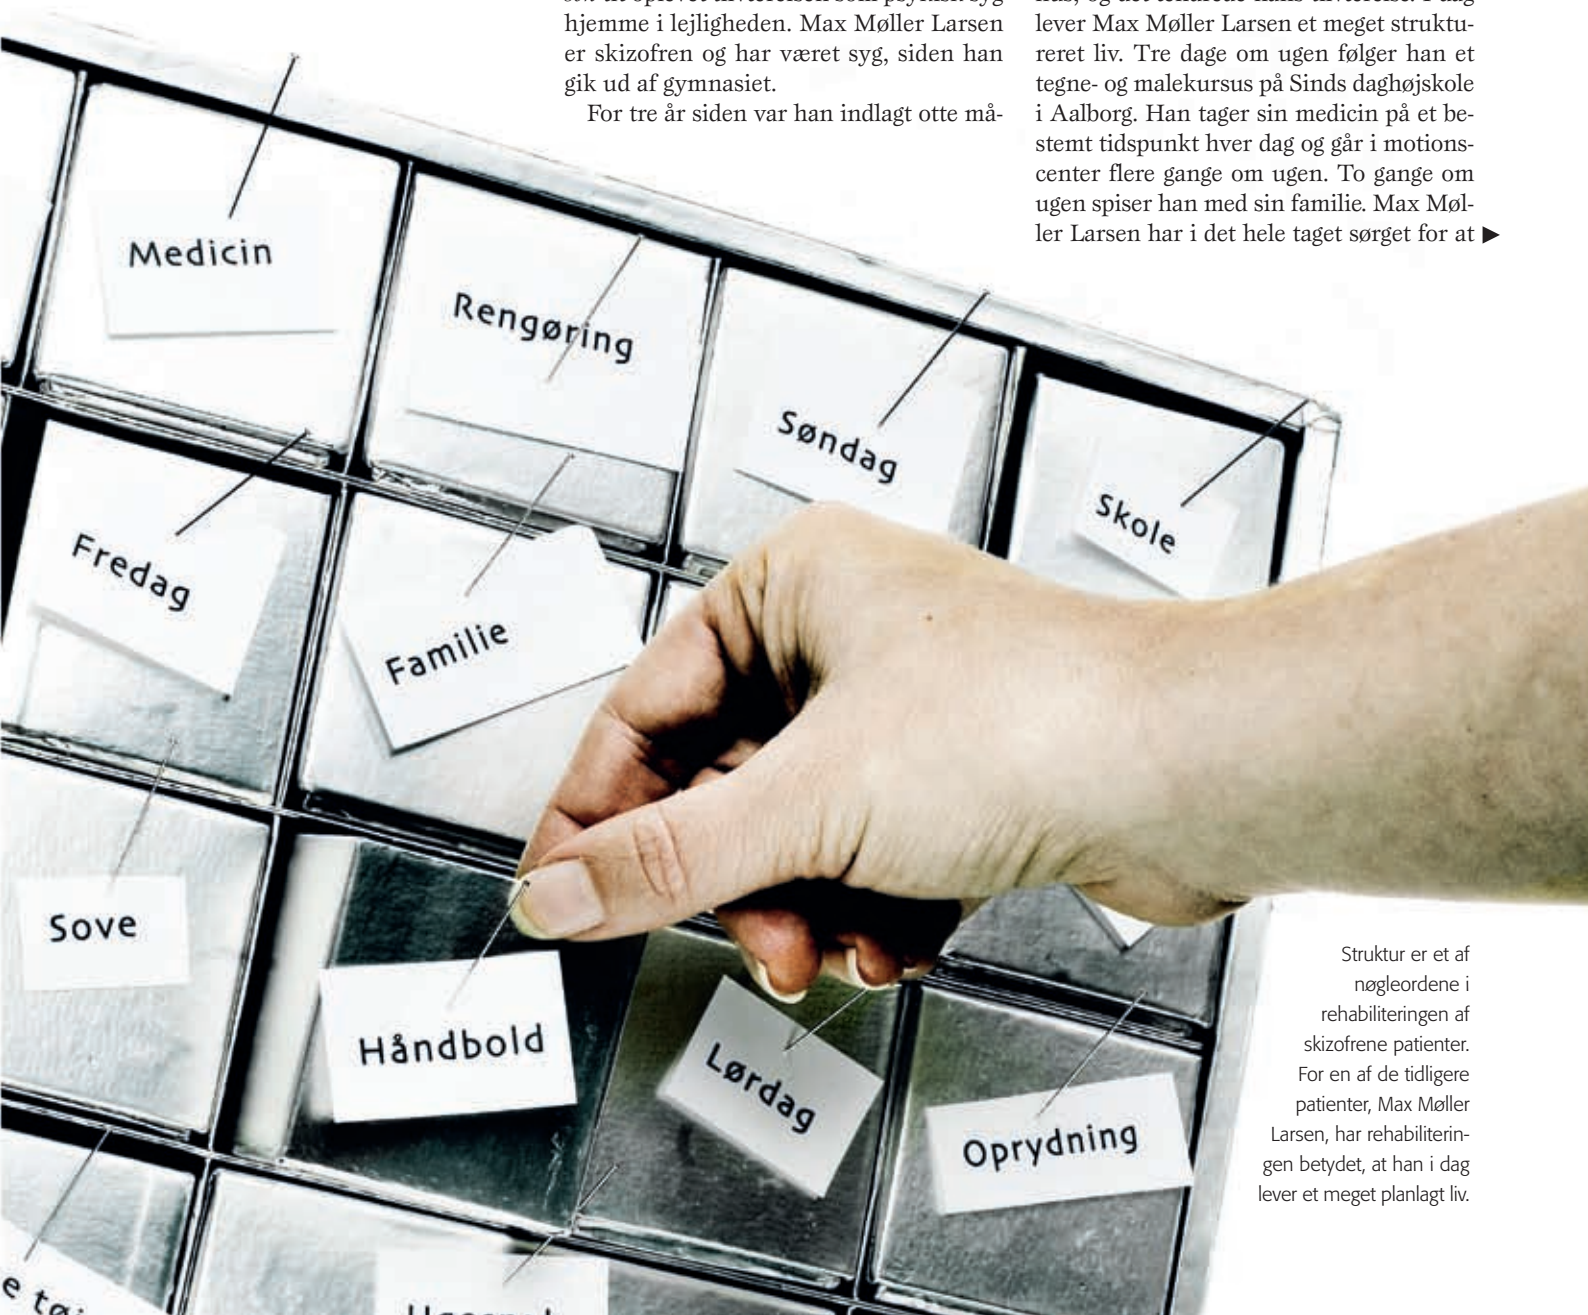 hjemme i lejligheden. Max Møller Larsen
er skizofren og har været syg, siden han
gik ud af gymnasiet.
For tre år siden var han indlagt otte må-
lever Max Møller Larsen et meget struktu-
reret liv. Tre dage om ugen følger han et
tegne- og malekursus på Sinds daghøjskole
i Aalborg. Han tager sin medicin på et be-
stemt tidspunkt hver dag og går i motions-
center flere gange om ugen. To gange om
ugen spiser han med sin familie. Max Møl-
ler Larsen har i det hele taget sørget for at ▶
Medicin
Rengøring
Søndag
Skole
Fredag
Familie
Sove
Håndbold
Lørdag
Oprydning
Struktur er et af
nøgleordene i
rehabiliteringen af
skizofrene patienter.
For en af de tidligere
patienter, Max Møller
Larsen, har rehabiliterin-
gen betydet, at han i dag
lever et meget planlagt liv.